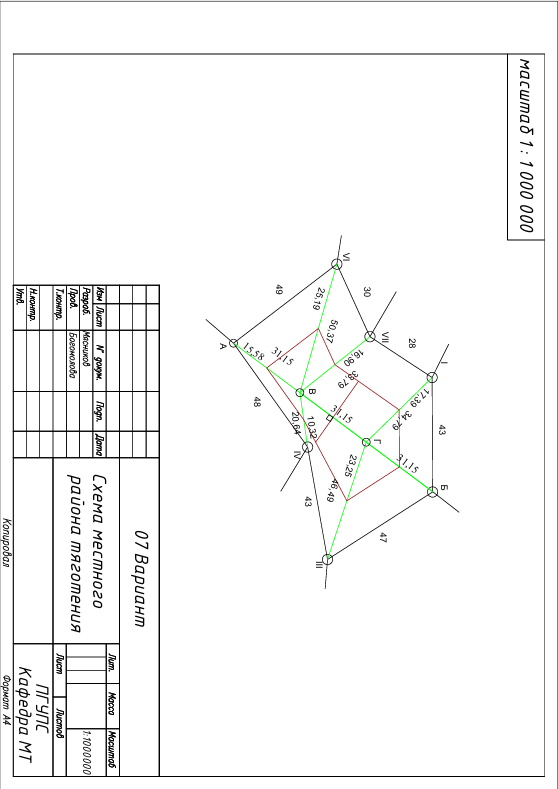 масштаб 1: 1 000 000
VI
VII
I
Б
А
В
Г
IV
III
30
28
43
49
48
43
47
25,19
50,37
16,90
17,39
34,79
15,58
31,15
31,15
31,15
20,64
10,32
23,25
46,49
07 Вариант
Схема местного
района тяготения
Изм Лист N° докум. Подп. Дата
Разраб. Мясников
Пров. Богомолова
Т.контр.
Н.контр.
Утв.
Лит. Масса Масштаб
1:1000000
Лист Листов
ПГУПС
Кафедра МТ
Копировал Формат A4